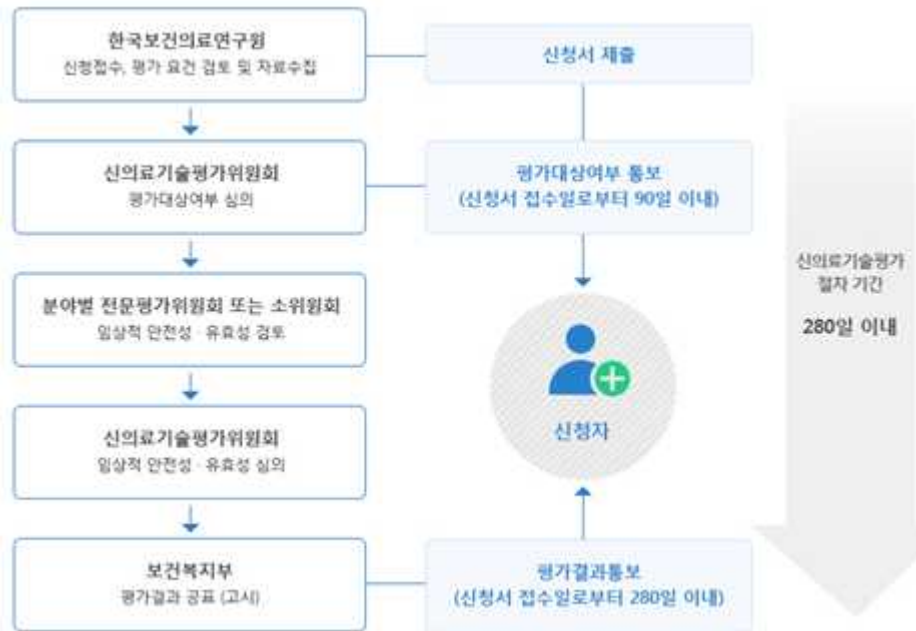 한국보건의료연구원
신청접수, 평가 요건 검토 및 자료수집
신청서 제출
신의료기술평가위원회
평가대상여부 심의
평가대상여부 통보
(신청서 접수일로부터 90일 이내)
분야별 전문평가위원회 또는 소위원회
임상적 안전성 · 유효성 검토
신의료기술평가
절차 기간
280일 이내
신청자
신의료기술평가위원회
임상적 안전성 · 유효성 심의
보건복지부
평가결과 공표 (고시)
평가결과통보
(신청서 접수일로부터 280일 이내)